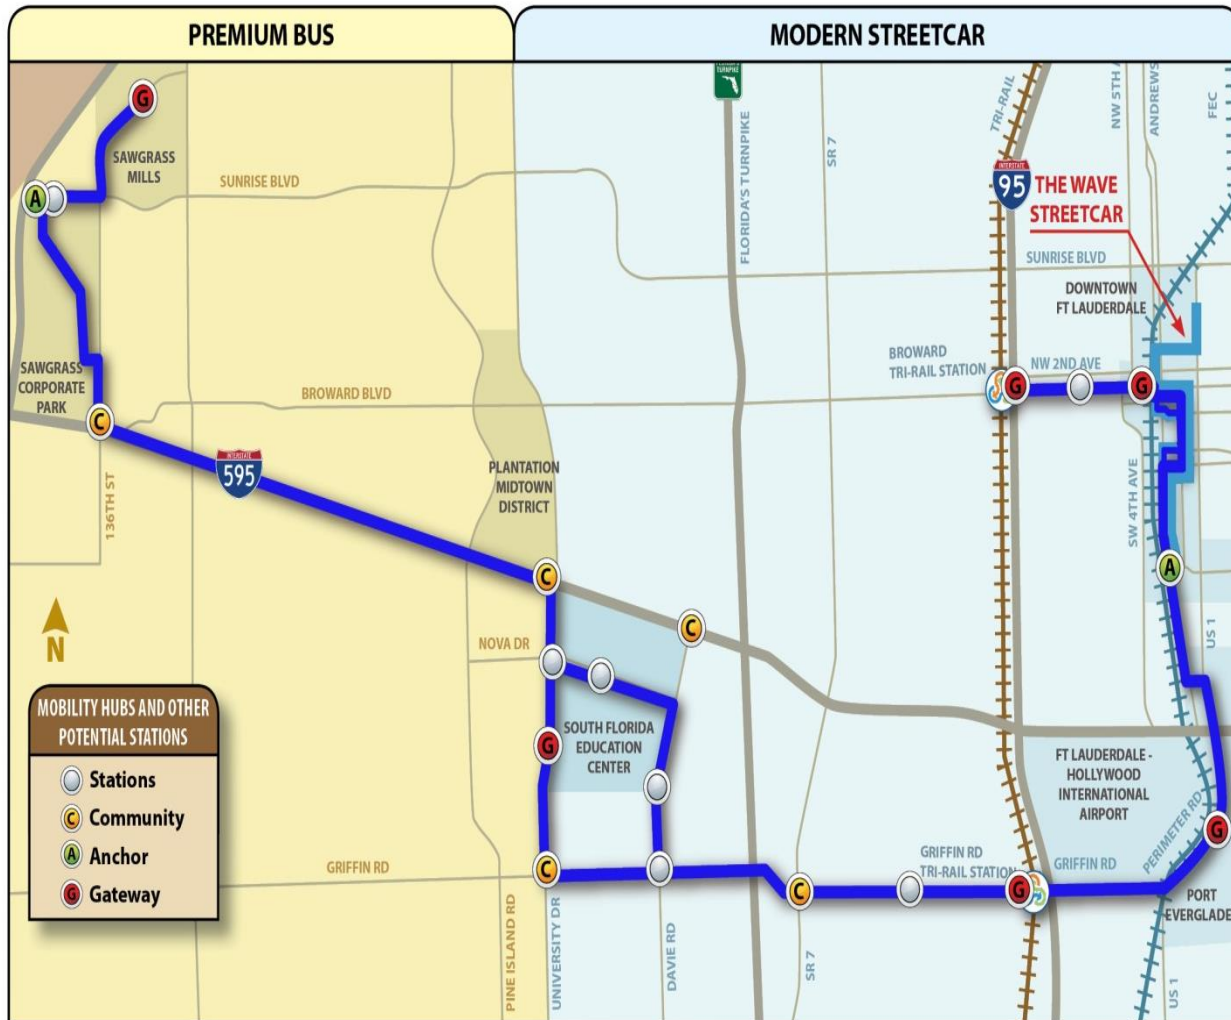 PREMIUM BUS
MODERN STREETCAR
TURNPIKE
TRI-RAIL
NW 5TH A
ANDREWS
FEC
SAWGRASS
MILLS
G
SR 7
FLORIDA'S TURNPIKE
INTERSTATE
95
THE WAVE
STREETCAR
A
SUNRISE BLVD
SUNRISE BLVD
DOWNTOWN
FT LAUDERDALE
BROWARD
TRI-RAIL STATION
NW 2ND AVE
G
G
SAWGRASS
CORPORATE
PARK
BROWARD BLVD
C
INTERSTATE
595
136TH ST
PLANTATION
MIDTOWN
DISTRICT
SW 4TH AVE
A
C
C
US 1
N
NOVA DR
G
SOUTH FLORIDA
EDUCATION
CENTER
FT LAUDERDALE -
HOLLYWOOD
INTERNATIONAL
AIRPORT
PERIMETER RD
G
MOBILITY HUBS AND OTHER
POTENTIAL STATIONS
Stations
C Community
A Anchor
G Gateway
GRIFFIN RD
C
GRIFFIN RD
TRI-RAIL STATION
GRIFFIN RD
C
G
PORT
EVERGLADE
PINE ISLAND RD
UNIVERSITY DR
DAVIE RD
SR 7
US 1